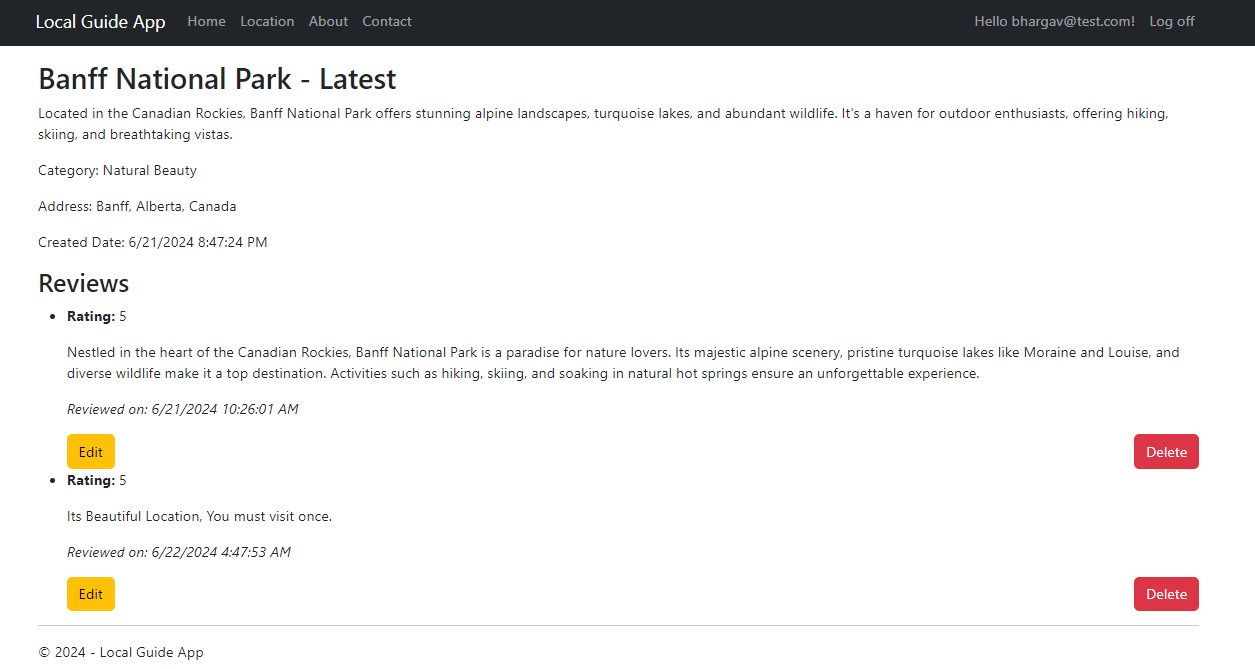 Local Guide App Home Location About Contact Hello bhargav@test.com! Log off
Banff National Park - Latest
Located in the Canadian Rockies, Banff National Park offers stunning alpine landscapes, turquoise lakes, and abundant wildlife. It's a haven for outdoor enthusiasts, offering hiking,
skiing, and breathtaking vistas.
Category: Natural Beauty
Address: Banff, Alberta, Canada
Created Date: 6/21/2024 8:47:24 PM
Reviews
• Rating: 5
Nestled in the heart of the Canadian Rockies, Banff National Park is a paradise for nature lovers. Its majestic alpine scenery, pristine turquoise lakes like Moraine and Louise, and
diverse wildlife make it a top destination. Activities such as hiking, skiing, and soaking in natural hot springs ensure an unforgettable experience.
Reviewed on: 6/21/2024 10:26:01 AM
Edit Delete
• Rating: 5
Its Beautiful Location, You must visit once.
Reviewed on: 6/22/2024 4:47:53 AM
Edit Delete
© 2024 - Local Guide App